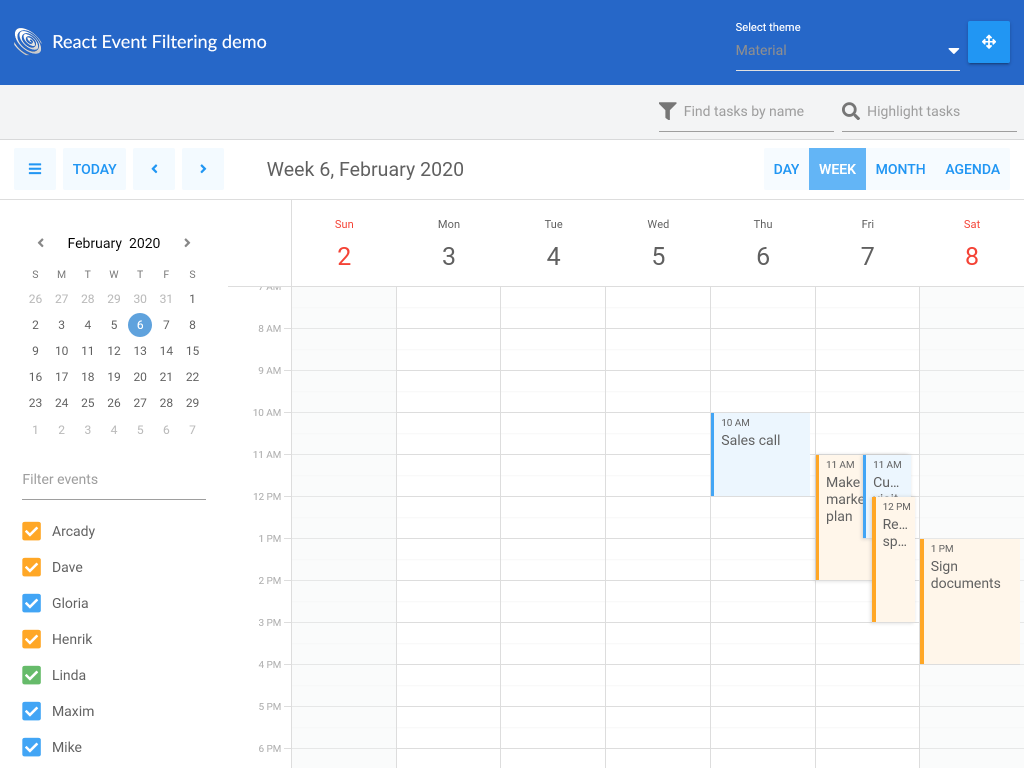 React Event Filtering demo
Select theme
Material
Find tasks by name
Highlight tasks
TODAY
Week 6, February 2020
DAY WEEK MONTH AGENDA
February 2020
S M T W T F S
26 27 28 29 30 31 1
2 3 4 5 6 7 8
9 10 11 12 13 14 15
16 17 18 19 20 21 22
23 24 25 26 27 28 29
1 2 3 4 5 6 7
Filter events
Arcady
Dave
Gloria
Henrik
Linda
Maxim
Mike
Sun Mon Tue Wed Thu Fri Sat
2 3 4 5 6 7 8
7 AM
8 AM
9 AM
10 AM
11 AM
12 PM
1 PM
2 PM
3 PM
4 PM
5 PM
6 PM
10 AM
Sales call
11 AM
Make
marke
plan
11 AM
Cu...
12 PM
Re...
sp...
1 PM
Sign
documents